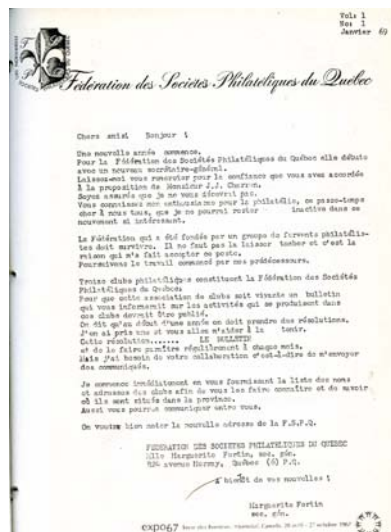 Vol: 1
No: 1
Janvier 69
Fédération des Sociétés Philatéliques du Québec
Chers amis! Bonjour !
Une nouvelle année commence.
Pour la Fédération des Sociétés Philatéliques du Québec elle débute
avec un nouveau secrétaire-général.
Laissez-moi vous remercier pour la confiance que vous avez accordée
à la proposition de Monsieur J.J. Charron.
Soyez assurés que je ne vous décevrai pas.
Vous connaissez mon enthousiasme pour la philatélie, ce passe-temps
cher à nous tous, que je ne pourrai rester inactive dans ce
mouvement si intéressant.
La Fédération qui a été fondée par un groupe de fervents philatélis-
tes doit survivre. Il ne faut pas la laisser tomber et c'est la
raison qui m'a fait accepter ce poste.
Poursuivons le travail commencé par nos prédécesseurs.
Treize clubs philatéliques constituent la Fédération des Sociétés
Philatéliques du Québec.
Pour que cette association de clubs soit vivante un bulletin
qui vous informerait sur les activités qui se produisent dans
ces clubs devrait être publié.
On dit qu'au début d'une année on doit prendre des résolutions.
J'en ai pris une et vous allez m'aider à la tenir.
Cette résolution....... LE BULLETIN
et de le faire paraître régulièrement à chaque mois.
Mais j'ai besoin de votre collaboration c'est-à-dire de m'envoyer
des communiqués.
Je commence immédiatement en vous fournissant la liste des noms
et adresses des clubs afin de vous les faire connaître et de savoir
où ils sont situés dans la province.
Aussi vous pourrez communiquer entre vous.
On voudra bien noter la nouvelle adresse de la F.S.P.Q.
FEDERATION DES SOCIETES PHILATELIQUES DU QUEBEC
Mlle Marguerite Fortin, sec. gén.
avenue Murray, Québec (6) P.Q.
A bientôt de vos nouvelles !
Marguerite Fortin
sec. gén.
expo67 28 avril - 27 octobre 1967